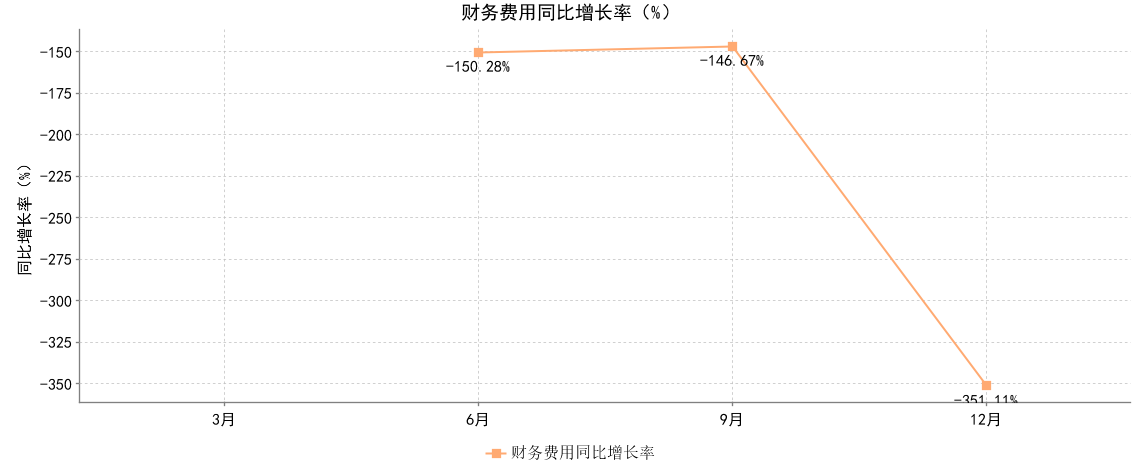 财务费用同比增长率（%）
同比增长率（%）
-150
-175
-200
-225
-250
-275
-300
-325
-350
-150.28%
-146.67%
-351.11%
3月
6月
9月
12月
财务费用同比增长率